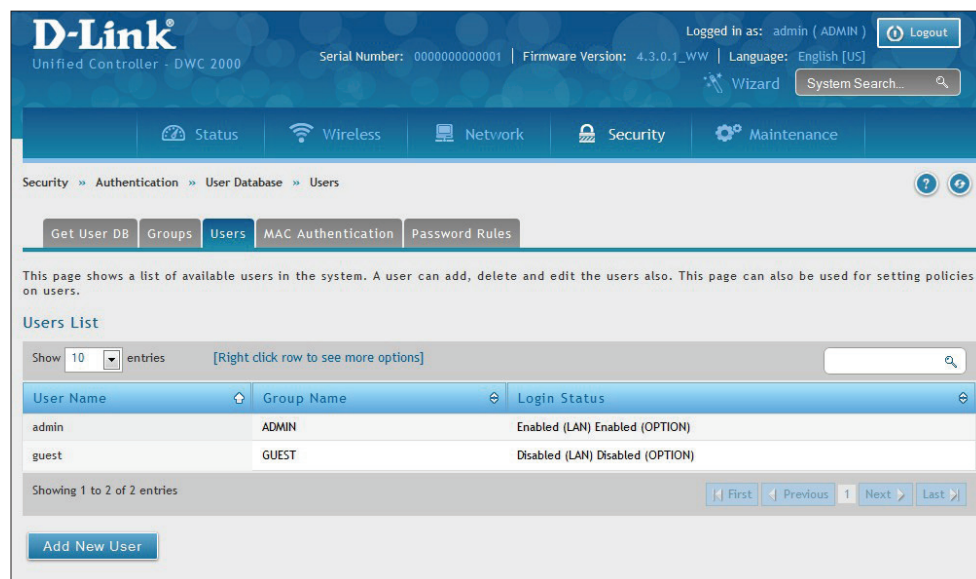 D-Link®
Unified Controller - DWC 2000
Logged in as: admin ( ADMIN )
Logout
Serial Number: 0000000000001 | Firmware Version: 4.3.0.1_WW | Language: English [US]
Wizard
System Search...
Status
Wireless
Network
Security
Maintenance
Security » Authentication » User Database » Users
?
Get User DB
Groups
Users
MAC Authentication
Password Rules
This page shows a list of available users in the system. A user can add, delete and edit the users also. This page can also be used for setting policies
on users.
Users List
Show 10 entries
[Right click row to see more options]
User Name Group Name Login Status
admin ADMIN Enabled (LAN) Enabled (OPTION)
guest GUEST Disabled (LAN) Disabled (OPTION)
Showing 1 to 2 of 2 entries
First Previous 1 Next Last
Add New User